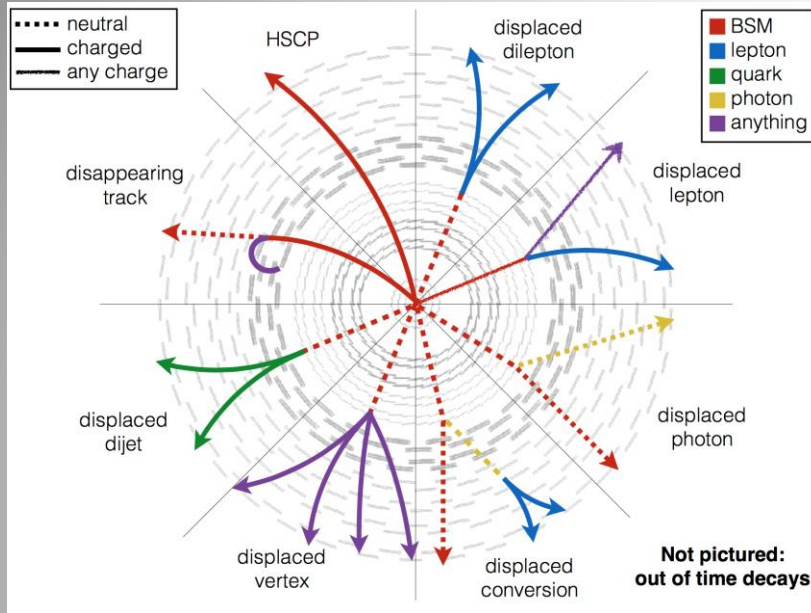 neutral
charged
any charge
HSCP
displaced
dilepton
BSM
lepton
quark
photon
anything
disappearing
track
displaced
lepton
displaced
dijet
displaced
photon
displaced
vertex
displaced
conversion
Not pictured:
out of time decays